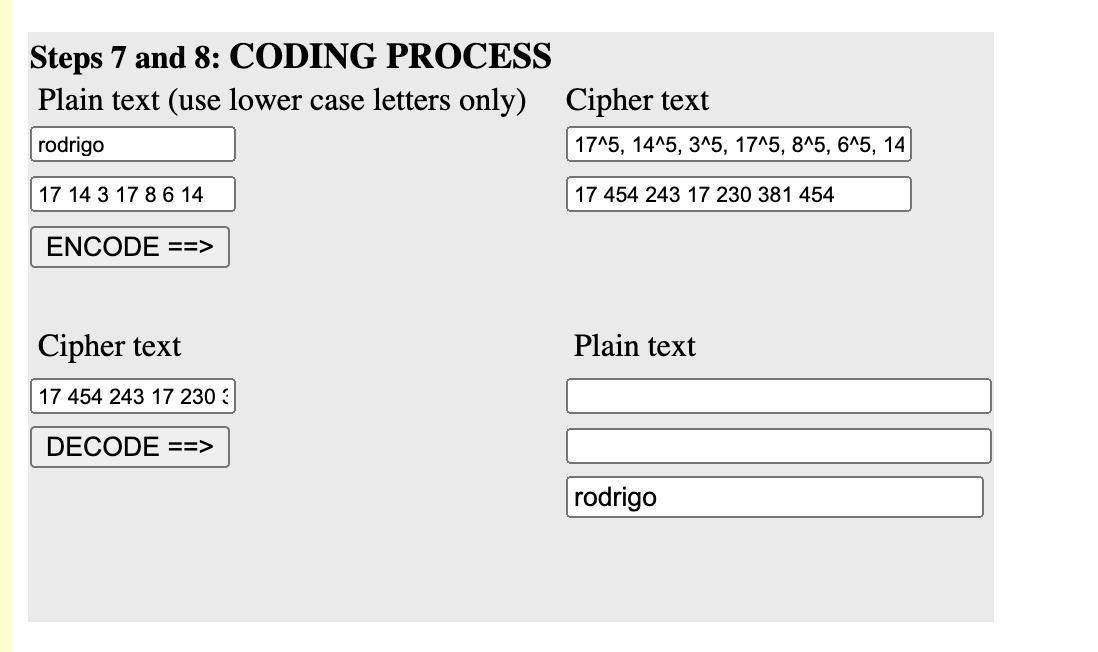 Steps 7 and 8: CODING PROCESS
Plain text (use lower case letters only) Cipher text
rodrigo 17^5, 14^5, 3^5, 17^5, 8^5, 6^5, 14
17 14 3 17 8 6 14 17 454 243 17 230 381 454
ENCODE ==>
Cipher text Plain text
17 454 243 17 230
DECODE ==>
rodrigo